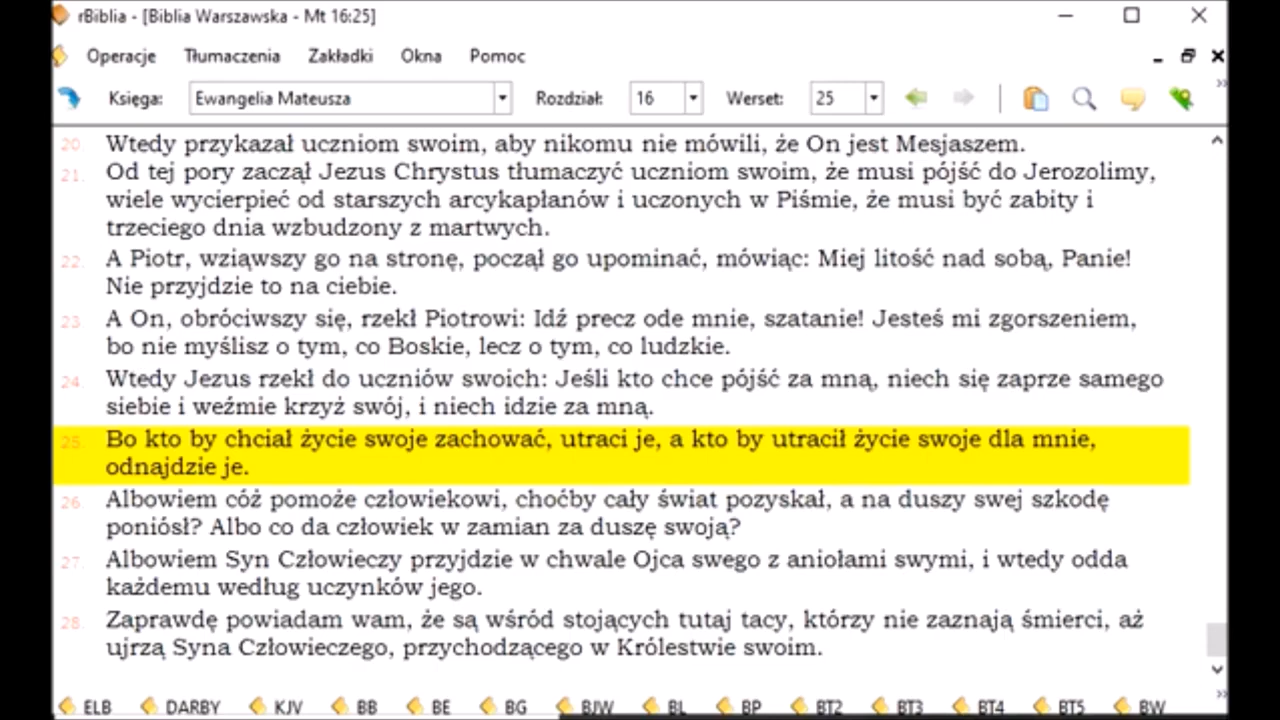 rBiblia - [Biblia Warszawska - Mt 16:25]
Operacje Tłumaczenia Zakładki Okna Pomoc
Księga: Ewangelia Mateusza Rozdział: 16 Werset: 25
20. Wtedy przykazał uczniom swoim, aby nikomu nie mówili, że On jest Mesjaszem.
21. Od tej pory zaczął Jezus Chrystus tłumaczyć uczniom swoim, że musi pójść do Jerozolimy,
wiele wycierpieć od starszych arcykapłanów i uczonych w Piśmie, że musi być zabity i
trzeciego dnia wzbudzony z martwych.
22. A Piotr, wziąwszy go na stronę, począł go upominać, mówiąc: Miej litość nad sobą, Panie!
Nie przyjdzie to na ciebie.
23. A On, obróciwszy się, rzekł Piotrowi: Idź precz ode mnie, szatanie! Jesteś mi zgorszeniem,
bo nie myślisz o tym, co Boskie, lecz o tym, co ludzkie.
24. Wtedy Jezus rzekł do uczniów swoich: Jeśli kto chce pójść za mną, niech się zaprze samego
siebie i weźmie krzyż swój, i niech idzie za mną.
25. Bo kto by chciał życie swoje zachować, utraci je, a kto by utracił życie swoje dla mnie,
odnajdzie je.
26. Albowiem cóż pomoże człowiekowi, choćby cały świat pozyskał, a na duszy swej szkodę
poniósł? Albo co da człowiek w zamian za duszę swoją?
27. Albowiem Syn Człowieczy przyjdzie w chwale Ojca swego z aniołami swymi, i wtedy odda
każdemu według uczynków jego.
28. Zaprawdę powiadam wam, że są wśród stojących tutaj tacy, którzy nie zaznają śmierci, aż
ujrzą Syna Człowieczego, przychodzącego w Królestwie swoim.
ELB DARBY KJV BB BE BG BJW BL BP BT2 BT3 BT4 BT5 BW